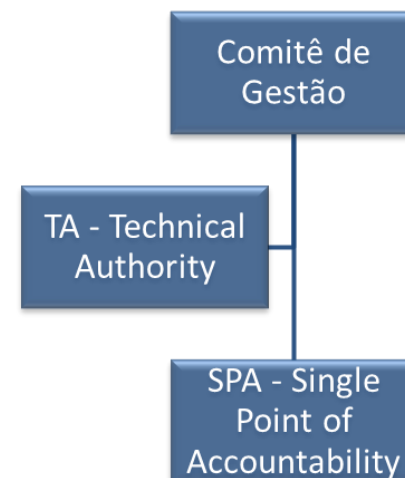 Comitê de
Gestão
TA - Technical
Authority
SPA - Single
Point of
Accountability